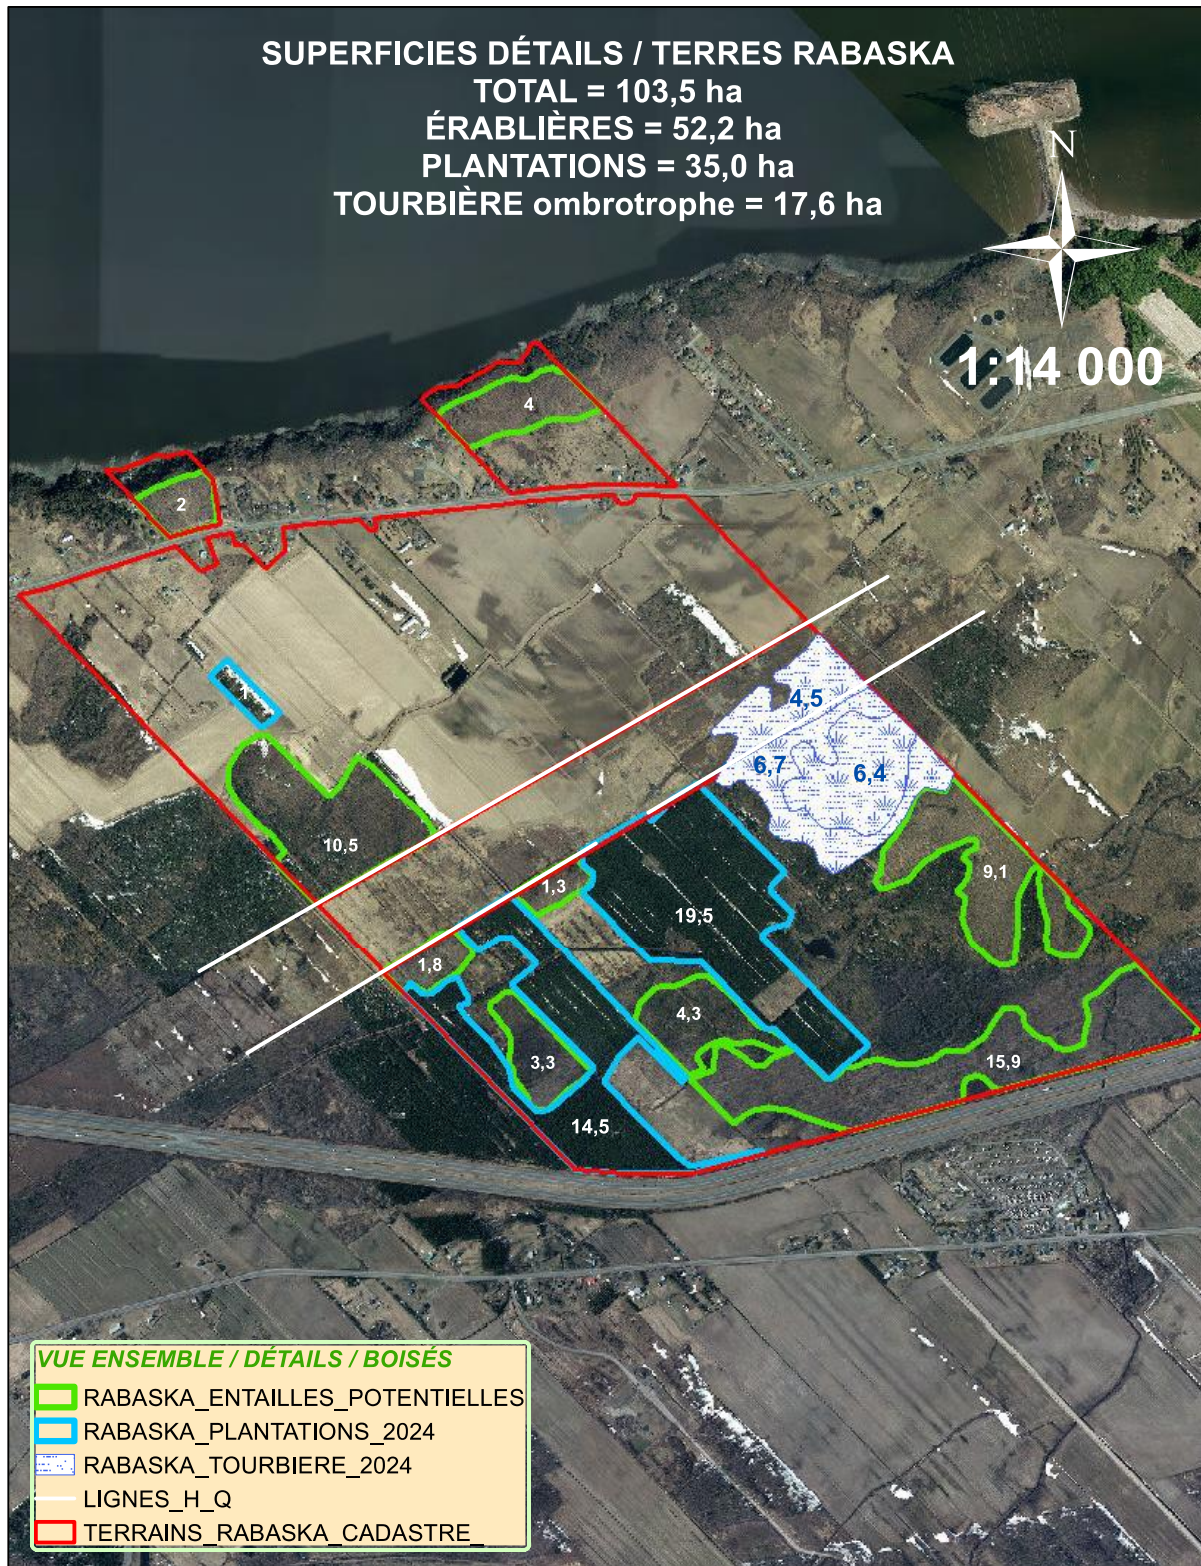 SUPERFICIES DÉTAILS / TERRES RABASKA
TOTAL = 103,5 ha
ÉRABLIÈRES = 52,2 ha
PLANTATIONS = 35,0 ha
TOURBIÈRE ombrotrophe = 17,6 ha
N
1:14 000
4
2
1
4,5
6,7
6,4
10,5
9,1
1,3
19,5
1,8
4,3
3,3
15,9
14,5
VUE ENSEMBLE / DÉTAILS / BOISÉS
RABASKA_ENTAILLES_POTENTIELLES
RABASKA_PLANTATIONS_2024
RABASKA_TOURBIERE_2024
LIGNES_H_Q
TERRAINS_RABASKA_CADASTRE_